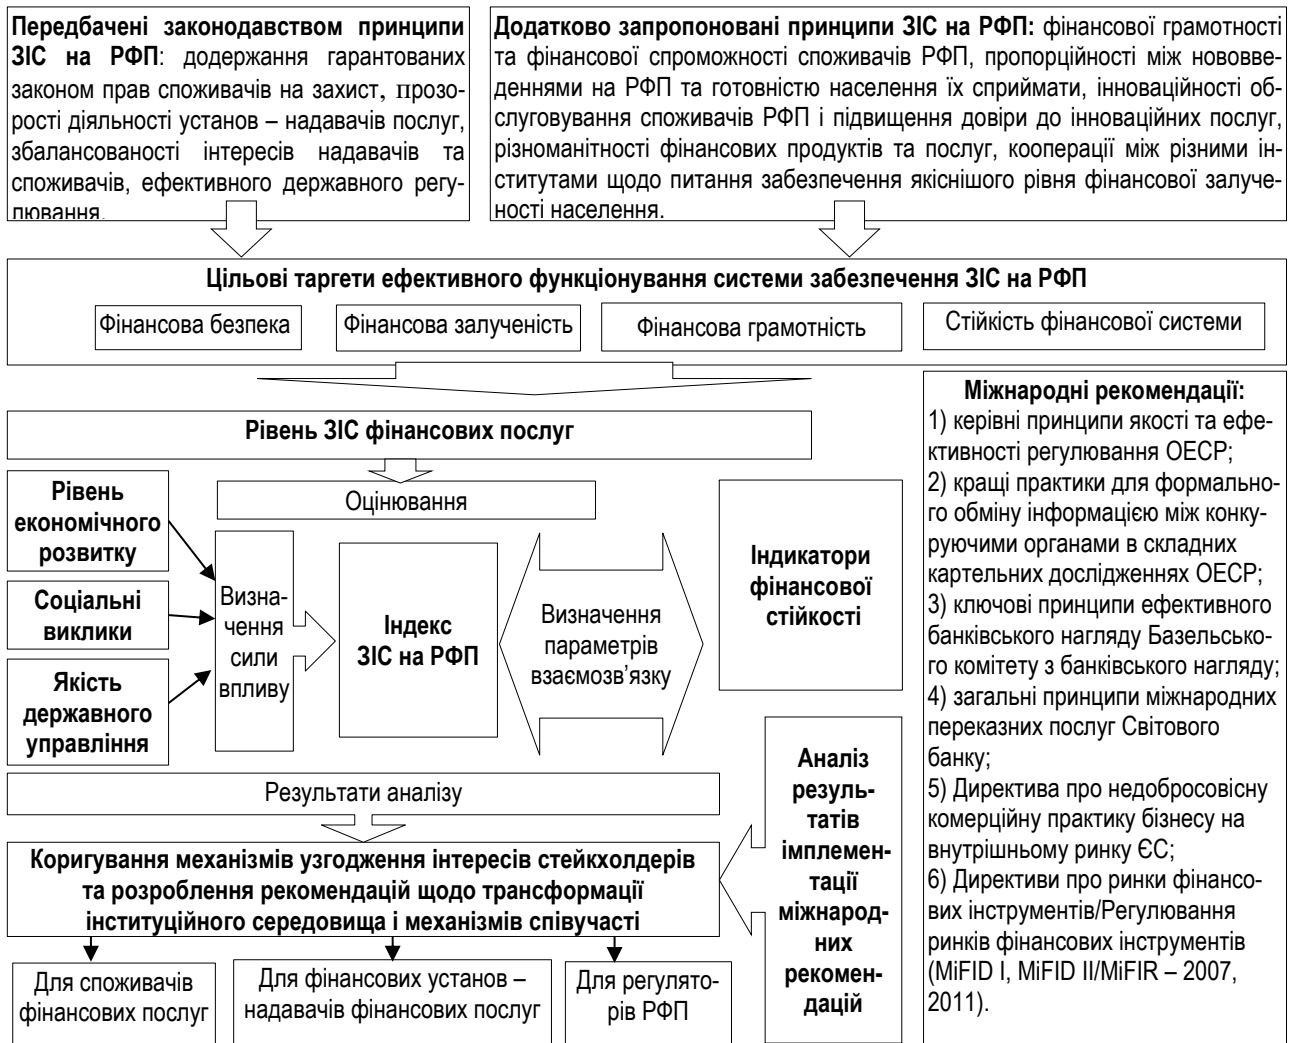 Передбачені законодавством принципи
ЗІС на РФП: додержання гарантованих
законом прав споживачів на захист, прозо-
рості діяльності установ – надавачів послуг,
збалансованості інтересів надавачів та
споживачів, ефективного державного регу-
лювання.
Додатково запропоновані принципи ЗІС на РФП: фінансової грамотності
та фінансової спроможності споживачів РФП, пропорційності між нововве-
деннями на РФП та готовністю населення їх сприймати, інноваційності об-
слуговування споживачів РФП і підвищення довіри до інноваційних послуг,
різноманітності фінансових продуктів та послуг, кооперації між різними ін-
ститутами щодо питання забезпечення якіснішого рівня фінансової залуче-
ності населення.
Цільові таргети ефективного функціонування системи забезпечення ЗІС на РФП
Фінансова безпека
Фінансова залученість
Фінансова грамотність
Стійкість фінансової системи
Рівень ЗІС фінансових послуг
Оцінювання
Рівень
економічного
розвитку
Соціальні
виклики
Якість
державного
управління
Визна-
чення
сили
впливу
Індекс
ЗІС на РФП
Визначення
параметрів
взаємозв’язку
Індикатори
фінансової
стійкості
Міжнародні рекомендації:
1) керівні принципи якості та ефе-
ктивності регулювання ОЕСР;
2) кращі практики для формально-
го обміну інформацією між конку-
руючими органами в складних
картельних дослідженнях ОЕСР;
3) ключові принципи ефективного
банківського нагляду Базельсько-
го комітету з банківського нагляду;
4) загальні принципи міжнародних
переказних послуг Світового
банку;
5) Директива про недобросовісну
комерційну практику бізнесу на
внутрішньому ринку ЄС;
6) Директиви про ринки фінансо-
вих інструментів/Регулювання
ринків фінансових інструментів
(MiFID I, MiFID II/MiFIR – 2007,
2011).
Результати аналізу
Аналіз
резуль-
татів
імплемен-
тації
міжнарод-
них
рекомен-
дацій
Коригування механізмів узгодження інтересів стейкхолдерів
та розроблення рекомендацій щодо трансформації
інституційного середовища і механізмів співучасті
Для споживачів
фінансових послуг
Для фінансових установ –
надавачів фінансових послуг
Для регулято-
рів РФП